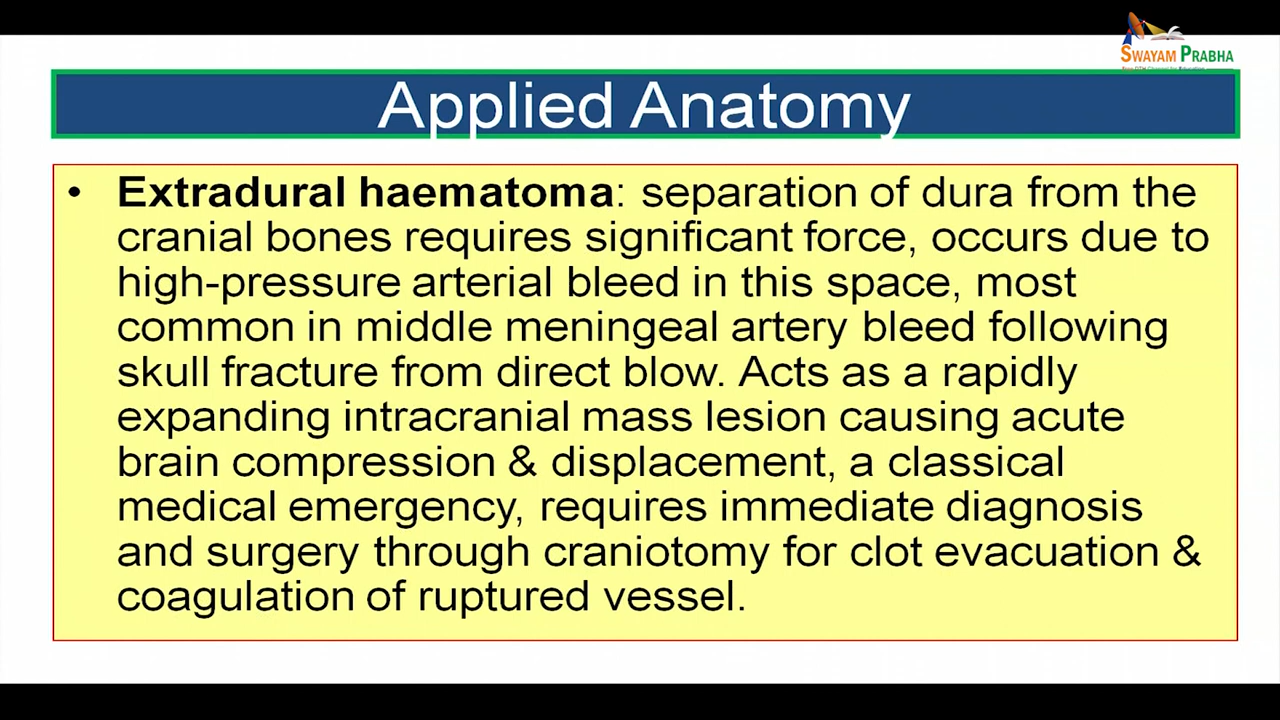 SWAYAM PRABHA
Applied Anatomy
• Extradural haematoma: separation of dura from the
cranial bones requires significant force, occurs due to
high-pressure arterial bleed in this space, most
common in middle meningeal artery bleed following
skull fracture from direct blow. Acts as a rapidly
expanding intracranial mass lesion causing acute
brain compression & displacement, a classical
medical emergency, requires immediate diagnosis
and surgery through craniotomy for clot evacuation &
coagulation of ruptured vessel.